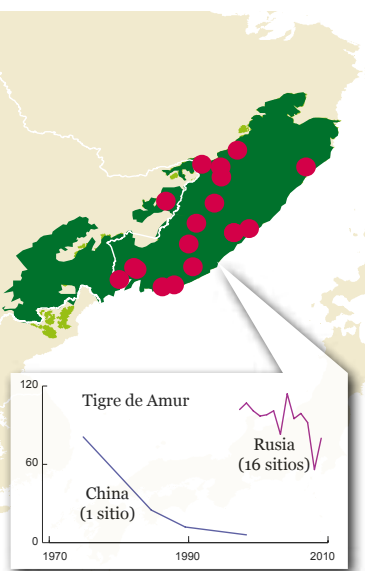 120
Tigre de Amur
Rusia
(16 sitios)
60
China
(1 sitio)
0
1970 1990 2010